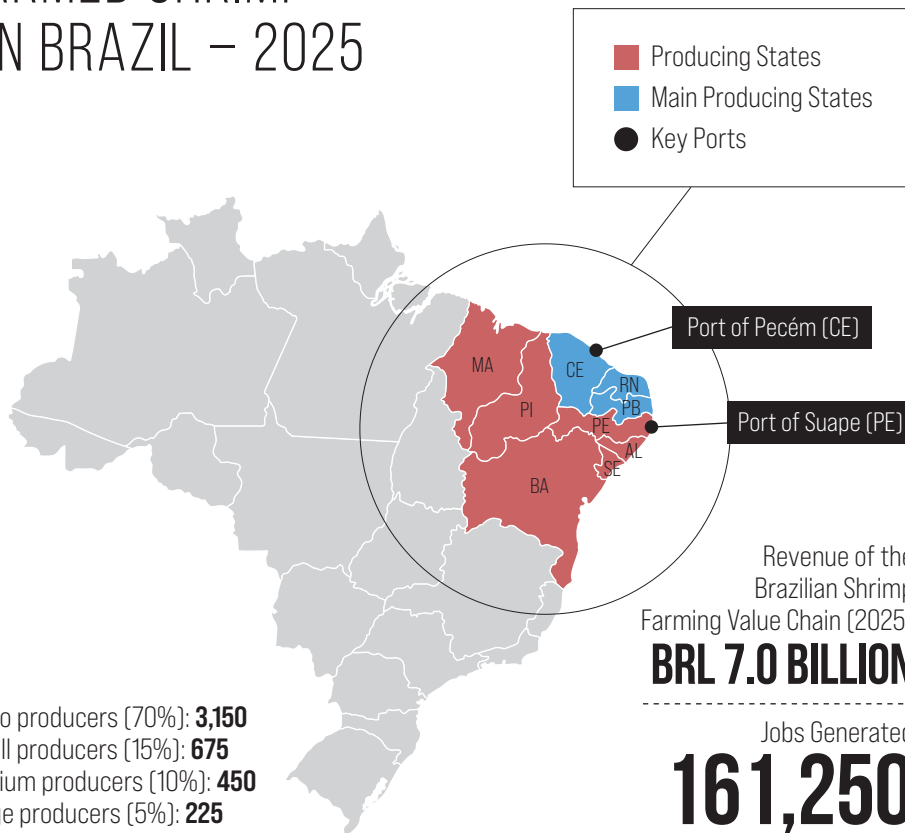 IN BRAZIL – 2025
Producing States
Main Producing States
Key Ports
Port of Pecém (CE)
MA
CE
RN
PI
PB
PE
Port of Suape (PE)
AL
SE
BA
Revenue of the
Brazilian Shrimp
Farming Value Chain (2025)
BRL 7.0 BILLION
producers (70%): 3,150
producers (15%): 675
producers (10%): 450
producers (5%): 225
Jobs Generated
161,250